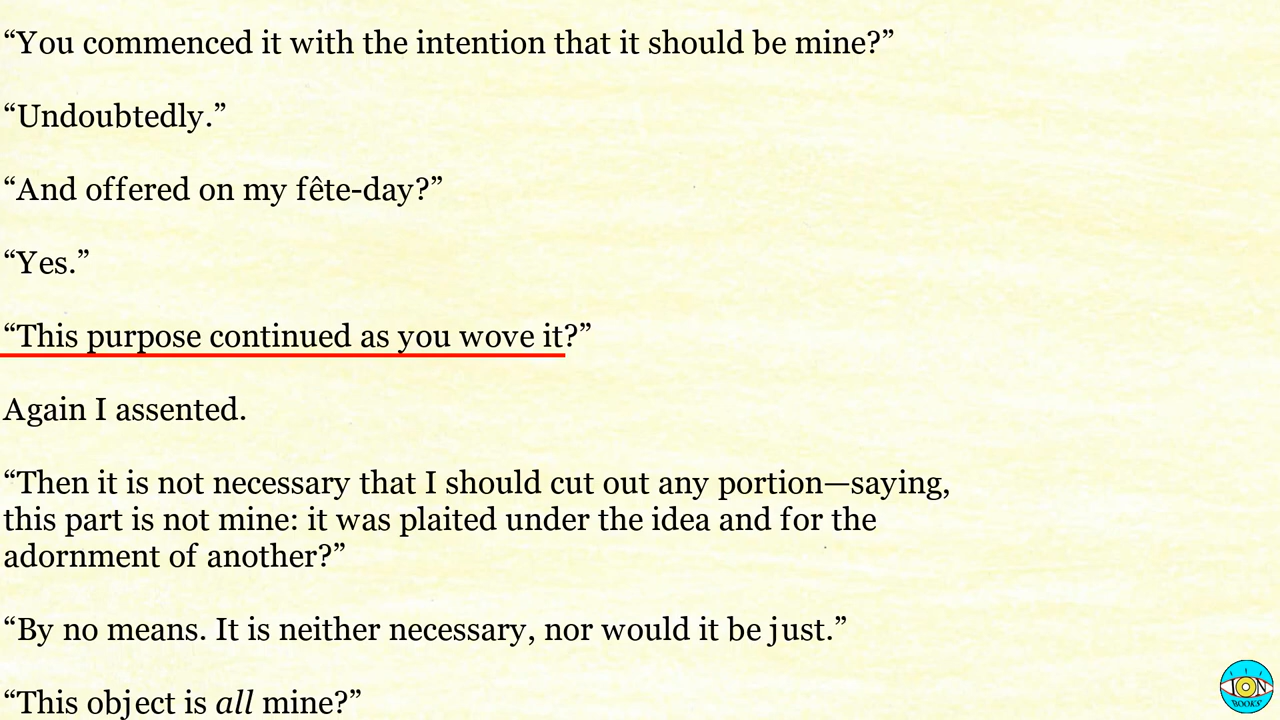 “You commenced it with the intention that it should be mine?”
“Undoubtedly.”
“And offered on my fête-day?”
“Yes.”
“This purpose continued as you wove it?”
Again I assented.
“Then it is not necessary that I should cut out any portion—saying,
this part is not mine: it was plaited under the idea and for the
adornment of another?”
“By no means. It is neither necessary, nor would it be just.”
“This object is all mine?”
ION
BOOKS